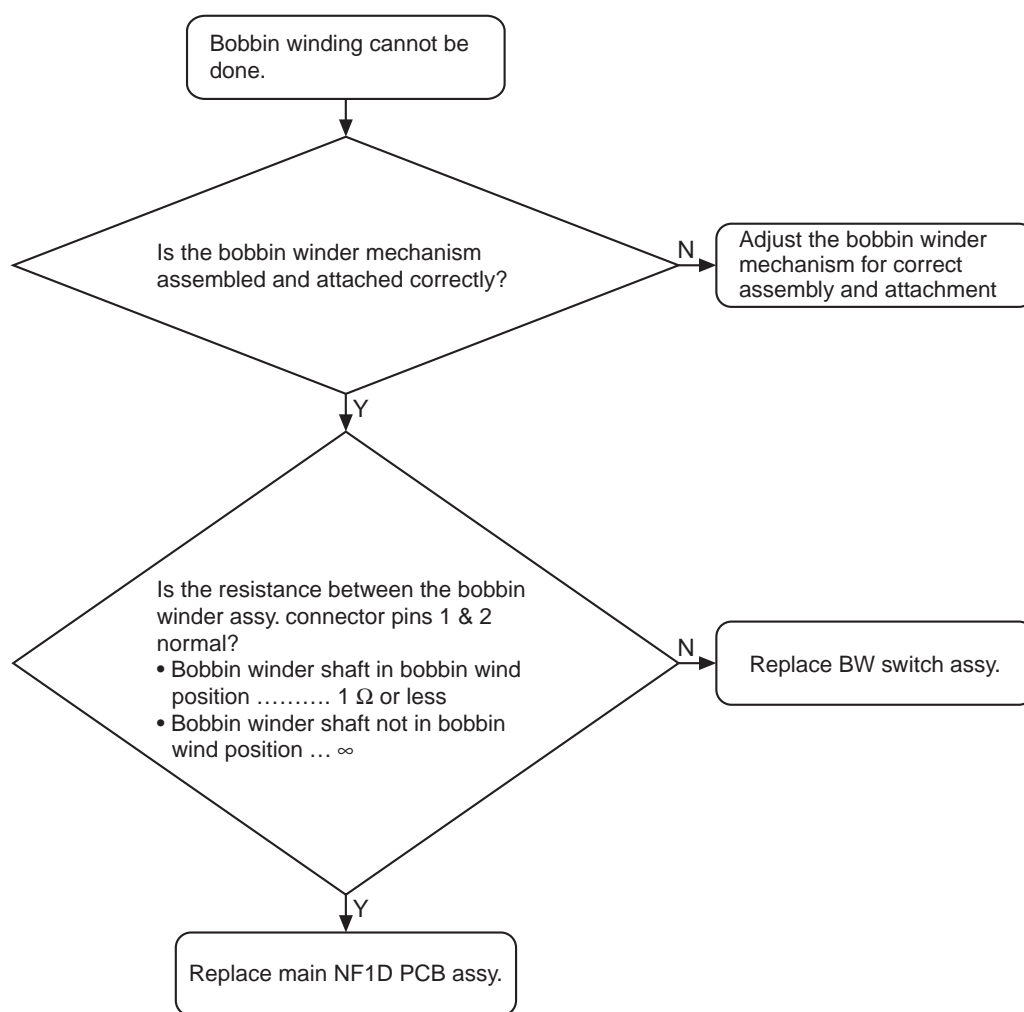 Bobbin winding cannot be
done.
Is the bobbin winder mechanism
assembled and attached correctly?
N
Adjust the bobbin winder
mechanism for correct
assembly and attachment
Y
Is the resistance between the bobbin
winder assy. connector pins 1 & 2
normal?
• Bobbin winder shaft in bobbin wind
position .......... 1 Ω or less
• Bobbin winder shaft not in bobbin
wind position ... ∞
N
Replace BW switch assy.
Y
Replace main NF1D PCB assy.